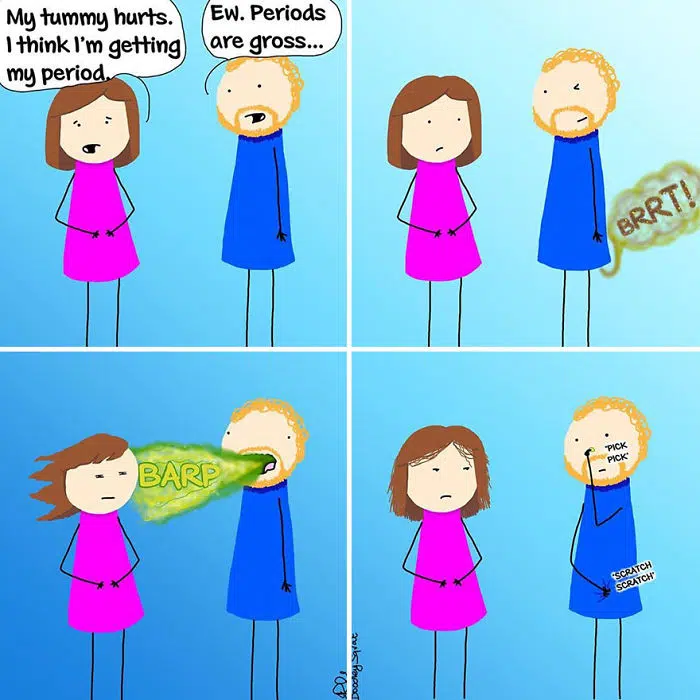 My tummy hurts.
I think I'm getting
my period.
Ew. Periods
are gross...
BRRT!
BARP
*PICK
PICK*
*SCRATCH
SCRATCH*